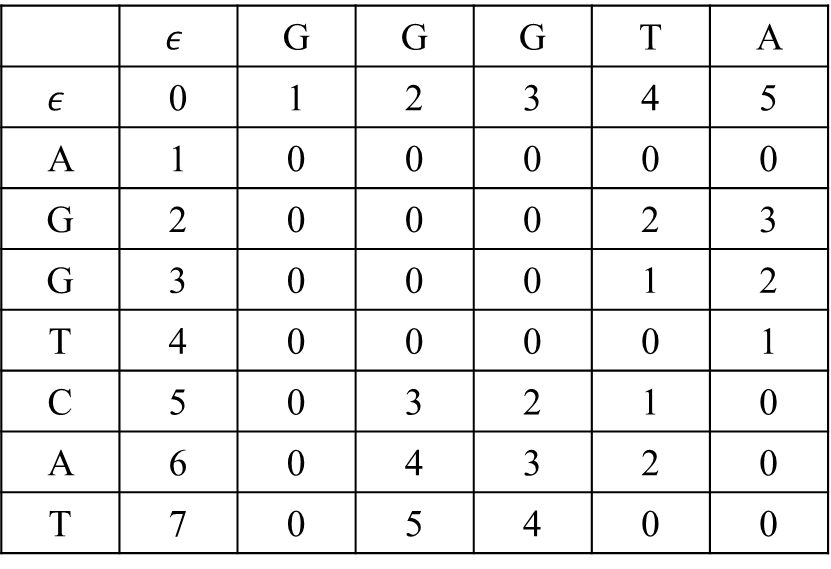 ϵ G G G T A
ϵ 0 1 2 3 4 5
A 1 0 0 0 0 0
G 2 0 0 0 2 3
G 3 0 0 0 1 2
T 4 0 0 0 0 1
C 5 0 3 2 1 0
A 6 0 4 3 2 0
T 7 0 5 4 0 0